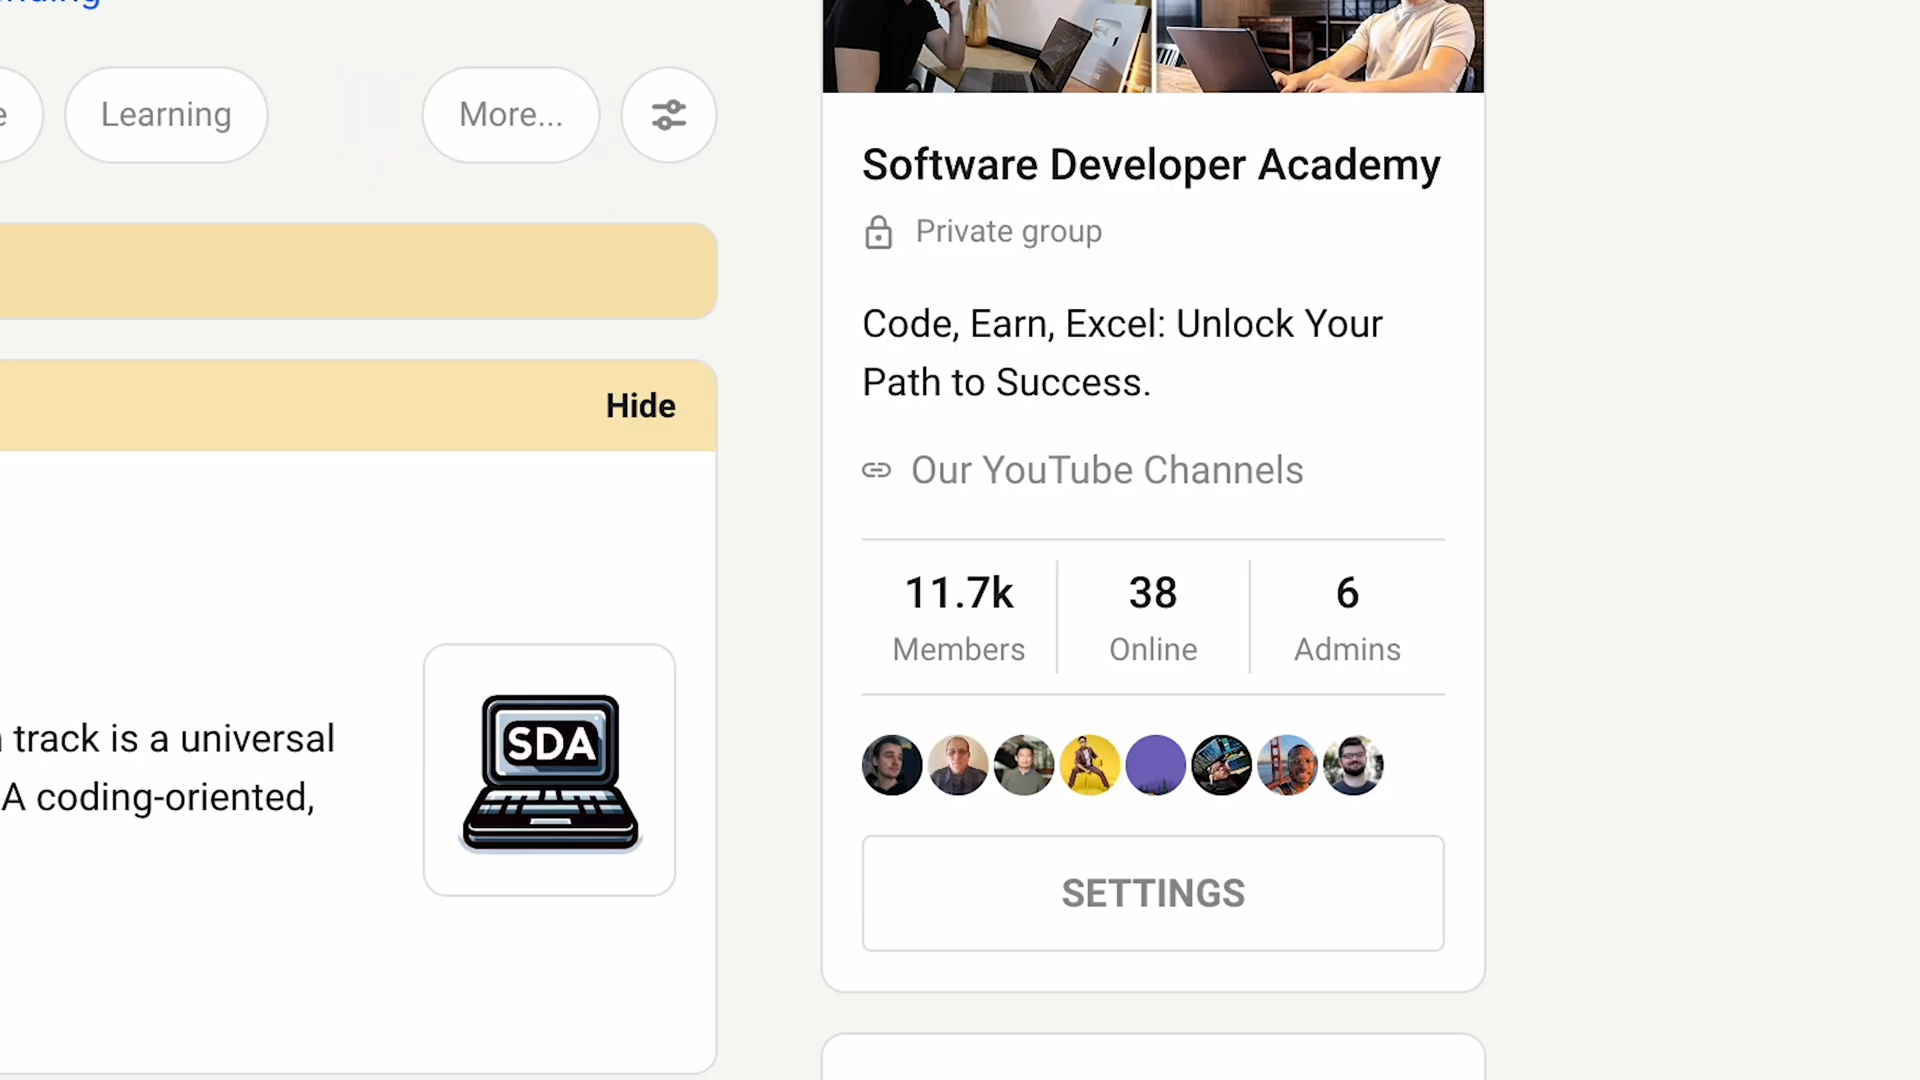 Learning
More...
Hide
track is a universal
A coding-oriented,
SDA
Software Developer Academy
Private group
Code, Earn, Excel: Unlock Your
Path to Success.
Our YouTube Channels
11.7k
Members
38
Online
6
Admins
SETTINGS